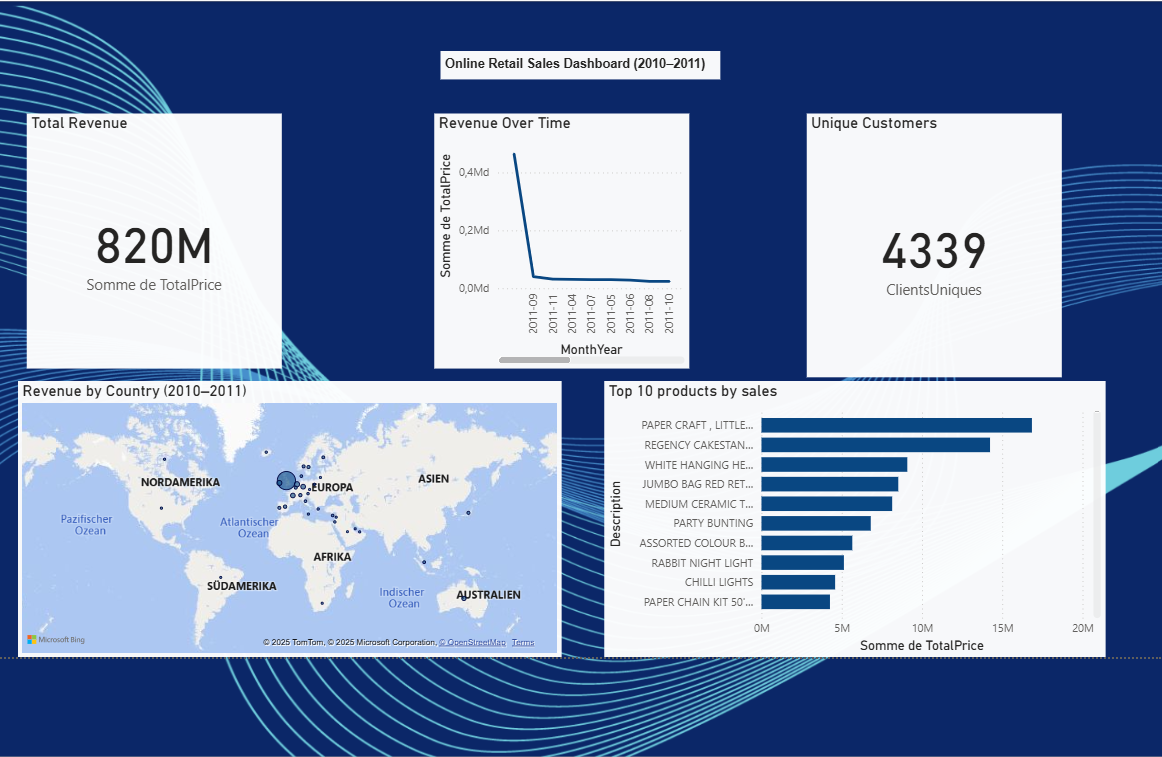 Online Retail Sales Dashboard (2010–2011)
Total Revenue
820M
Somme de TotalPrice
Revenue Over Time
Somme de TotalPrice
0,4Md
0,2Md
0,0Md
2011-09
2011-11
2011-04
2011-07
2011-05
2011-06
2011-08
2011-10
MonthYear
Unique Customers
4339
ClientsUniques
Revenue by Country (2010–2011)
NORDAMERIKA
EUROPA
ASIEN
Pazifischer
Ozean
Atlantischer
Ozean
AFRIKA
SÜDAMERIKA
Indischer
Ozean
AUSTRALIEN
Microsoft Bing
© 2025 TomTom, © 2025 Microsoft Corporation, © OpenStreetMap Terms
Top 10 products by sales
Description
PAPER CRAFT , LITTLE...
REGENCY CAKESTAN...
WHITE HANGING HE...
JUMBO BAG RED RET...
MEDIUM CERAMIC T...
PARTY BUNTING
ASSORTED COLOUR B...
RABBIT NIGHT LIGHT
CHILLI LIGHTS
PAPER CHAIN KIT 50'...
0M 5M 10M 15M 20M
Somme de TotalPrice